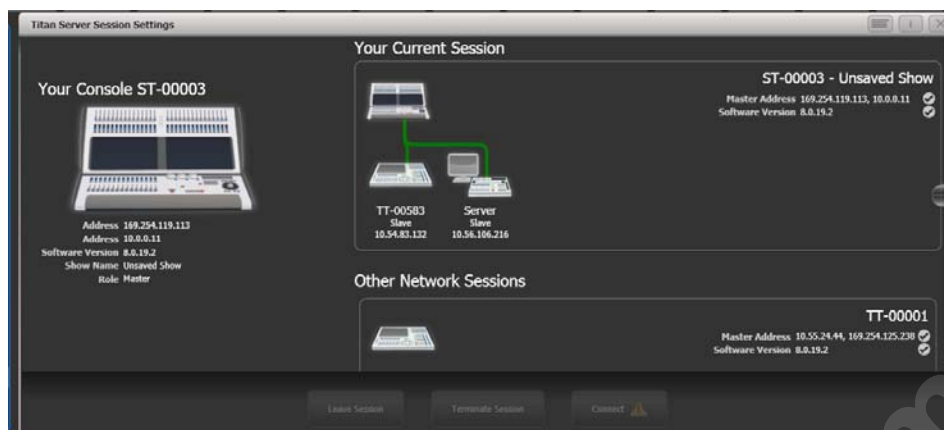 Titan Server Session Settings
Your Current Session
Your Console ST-00003
ST-00003 - Unsaved Show
Master Address 169.254.119.113, 10.0.0.11
Software Version 8.0.19.2
TT-00583
Slave
10.54.83.132
Server
Slave
10.56.106.216
Address 169.254.119.113
Address 10.0.0.11
Software Version 8.0.19.2
Show Name Unsaved Show
Role Master
Other Network Sessions
TT-00001
Master Address 10.55.24.44, 169.254.125.238
Software Version 8.0.19.2
Leave Session
Terminate Session
Connect